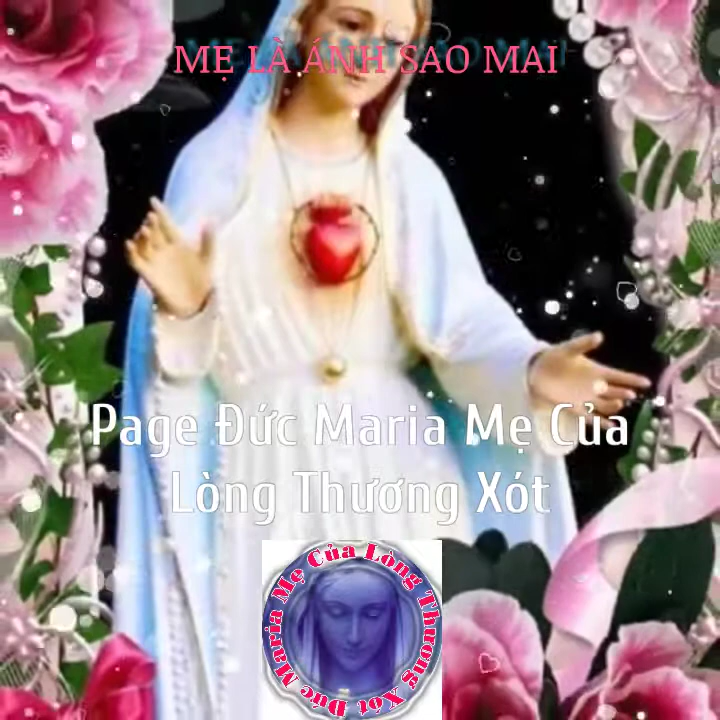 MẸ LÀ ÁNH SAO MAI
Page Đức Maria Mẹ Của
Lòng Thương Xót
Đức Maria Mẹ Của Lòng Thương Xót